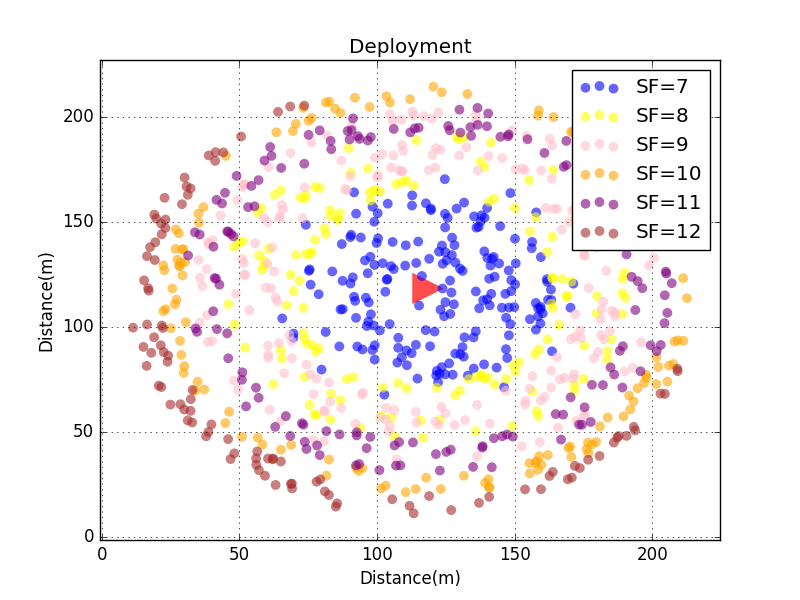 Deployment
SF=7
SF=8
SF=9
SF=10
SF=11
SF=12
200
150
100
50
0
Distance(m)
0 50 100 150 200
Distance(m)